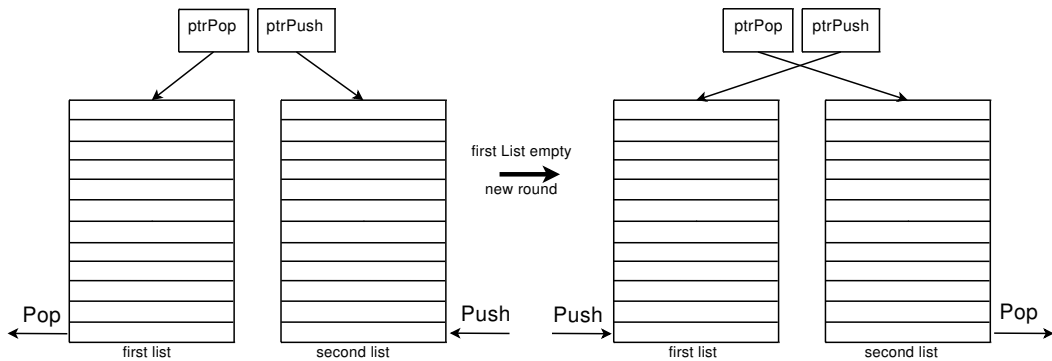 ptrPop
ptrPush
Pop
Push
first list
second list
first List empty
new round
ptrPop
ptrPush
Push
Pop
first list
second list